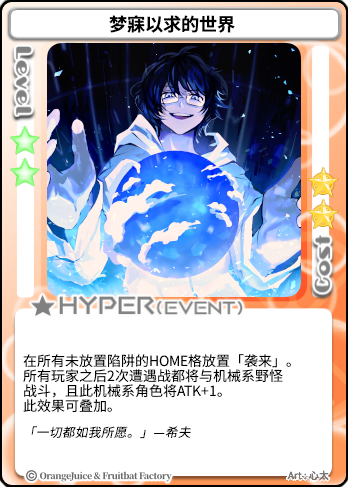 梦寐以求的世界
Level
Cost
HYPER(EVENT)
在所有未放置陷阱的HOME格放置「袭来」。
所有玩家之后2次遭遇战都将与机械系野怪
战斗，且此机械系角色将ATK+1。
此效果可叠加。
「一切都如我所愿。」—希夫
© OrangeJuice & Fruitbat Factory
Art:心太